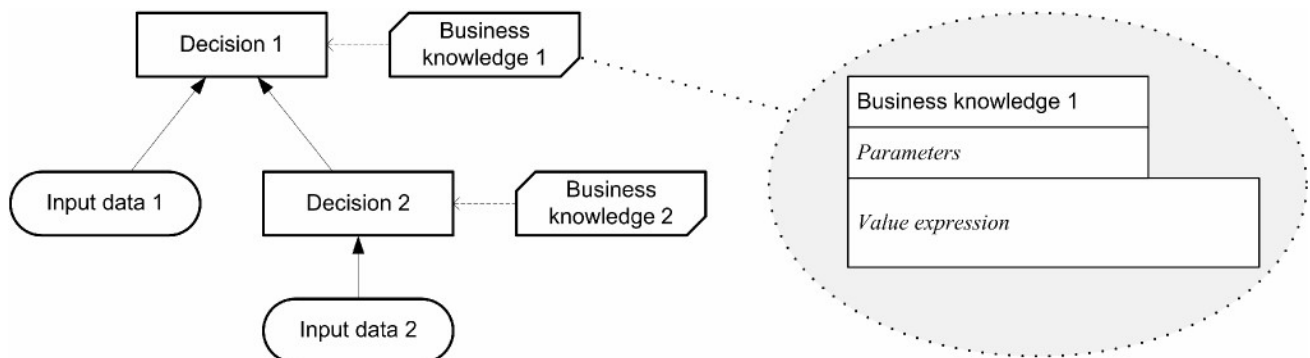 Decision 1
Business
knowledge 1
Input data 1
Decision 2
Business
knowledge 2
Input data 2
Business knowledge 1
Parameters
Value expression